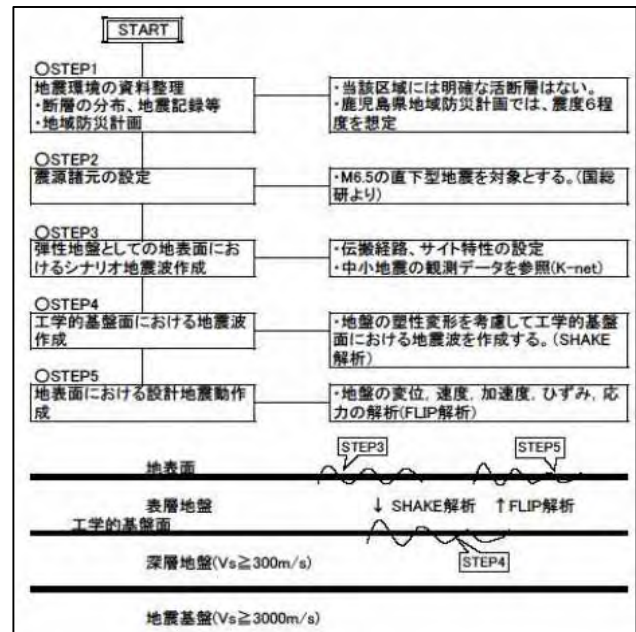 START
○STEP1
地震環境の資料整理
・断層の分布、地震記録等
・地域防災計画
・当該区域には明確な活断層はない。
・鹿児島県地域防災計画では、震度6程
度を想定
○STEP2
震源諸元の設定
・M6.5の直下型地震を対象とする。(国総
研より)
○STEP3
弾性地盤としての地表面にお
けるシナリオ地震波作成
・伝搬経路、サイト特性の設定
・中小地震の観測データを参照(K-net)
○STEP4
工学的基盤面における地震波
作成
・地盤の塑性変形を考慮して工学的基盤
面における地震波を作成する。(SHAKE
解析)
○STEP5
地表面における設計地震動作
成
・地盤の変位, 速度, 加速度, ひずみ, 応
力の解析(FLIP解析)
STEP3
STEP5
地表面
表層地盤
↓ SHAKE解析 ↑FLIP解析
工学的基盤面
深層地盤(Vs≧300m/s)
STEP4
地震基盤(Vs≧3000m/s)